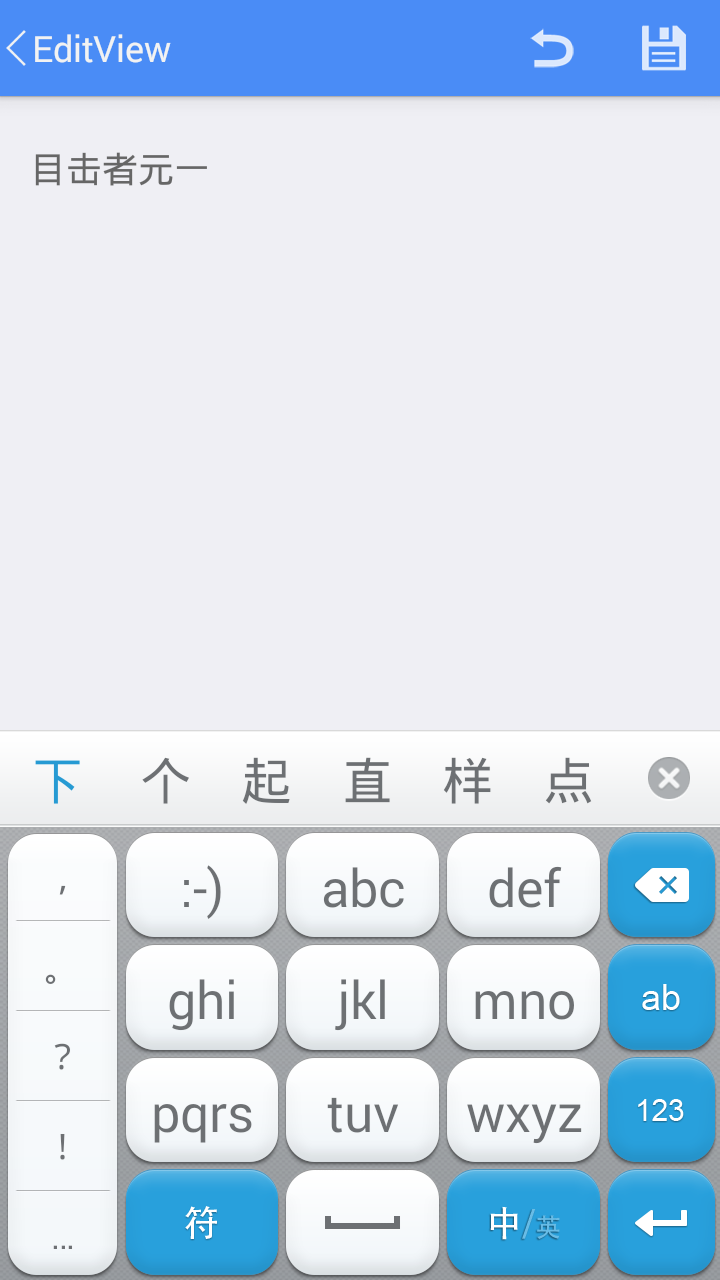 EditView
目击者元一
下 个 起 直 样 点
, :-) abc def
。 ghi jkl mno ab
? pqrs tuv wxyz 123
!
... 符 中/英